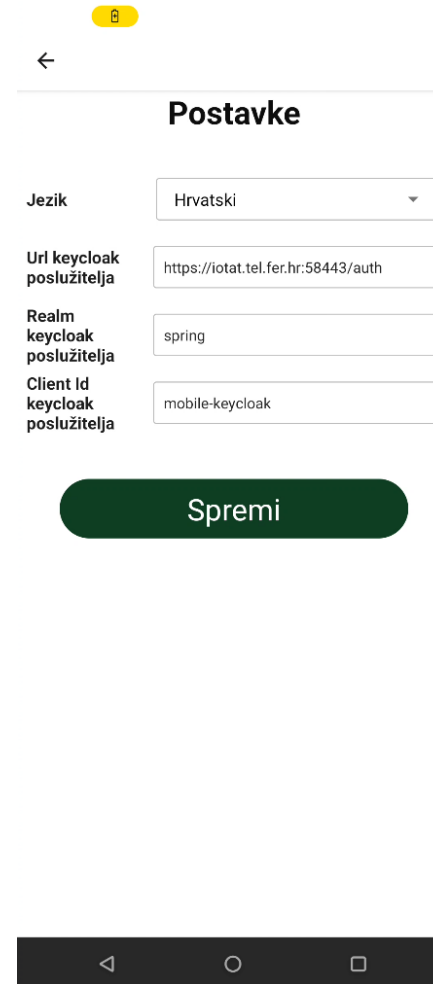 Postavke
Jezik
Hrvatski
Url keycloak
poslužitelja
https://iotat.tel.fer.hr:58443/auth
Realm
keycloak
poslužitelja
spring
Client Id
keycloak
poslužitelja
mobile-keycloak
Spremi